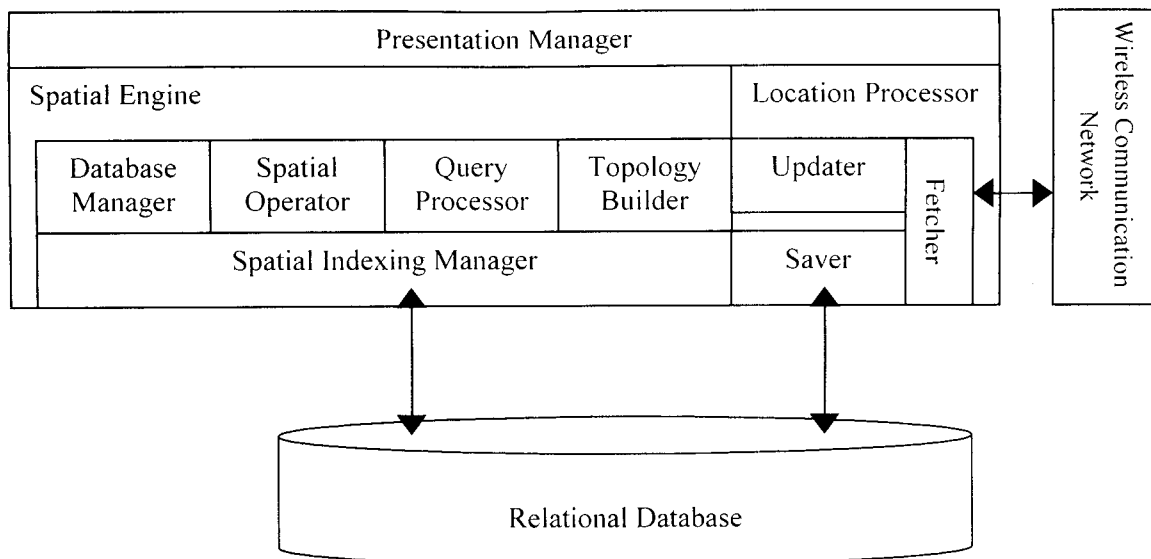 Presentation Manager
Spatial Engine
Location Processor
Database
Manager
Spatial
Operator
Query
Processor
Topology
Builder
Updater
Fetcher
Spatial Indexing Manager
Saver
Wireless Communication
Network
Relational Database